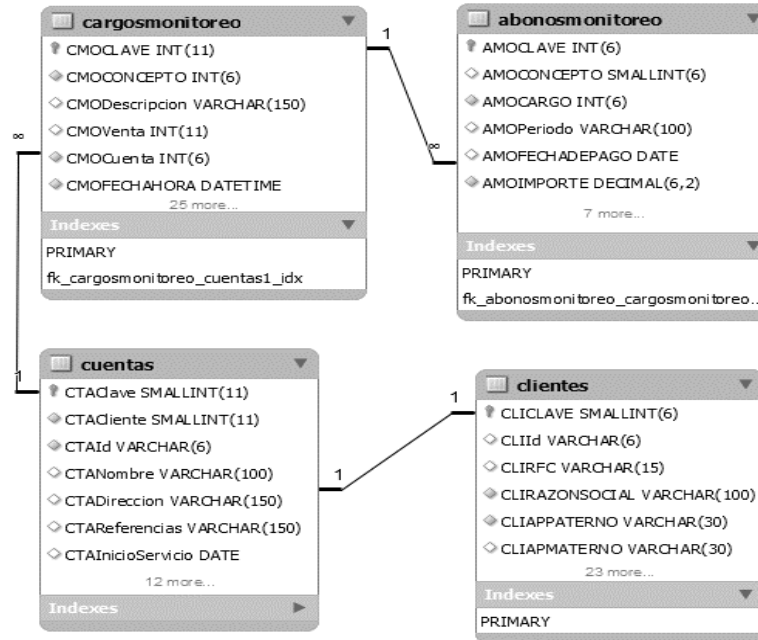 cargosmonitoreo
CMOCLAVE INT(11)
CMOCONCEPTO INT(6)
CMODescripcion VARCHAR(150)
CMOVenta INT(11)
CMOCuenta INT(6)
CMOFECHAHORA DATETIME
25 more...
Indexes
PRIMARY
fk_cargosmonitoreo_cuentas1_idx
1
∞
∞
1
abonosmonitoreo
AMOCLAVE INT(6)
AMOCONCEPTO SMALLINT(6)
AMOCARGO INT(6)
AMOPeriodo VARCHAR(100)
AMOFECHADEPAGO DATE
AMOIMPORTE DECIMAL(6,2)
7 more...
Indexes
PRIMARY
fk_abonosmonitoreo_cargosmonitoreo...
cuentas
CTAClave SMALLINT(11)
CTACliente SMALLINT(11)
CTAId VARCHAR(6)
CTANombre VARCHAR(100)
CTADireccion VARCHAR(150)
CTAReferencias VARCHAR(150)
CTAInicioServicio DATE
12 more...
Indexes
1
1
clientes
CLICLAVE SMALLINT(6)
CLIId VARCHAR(6)
CLIRFC VARCHAR(15)
CLIRAZONSOCIAL VARCHAR(100)
CLIAPPATERNO VARCHAR(30)
CLIAPMATERNO VARCHAR(30)
23 more...
Indexes
PRIMARY